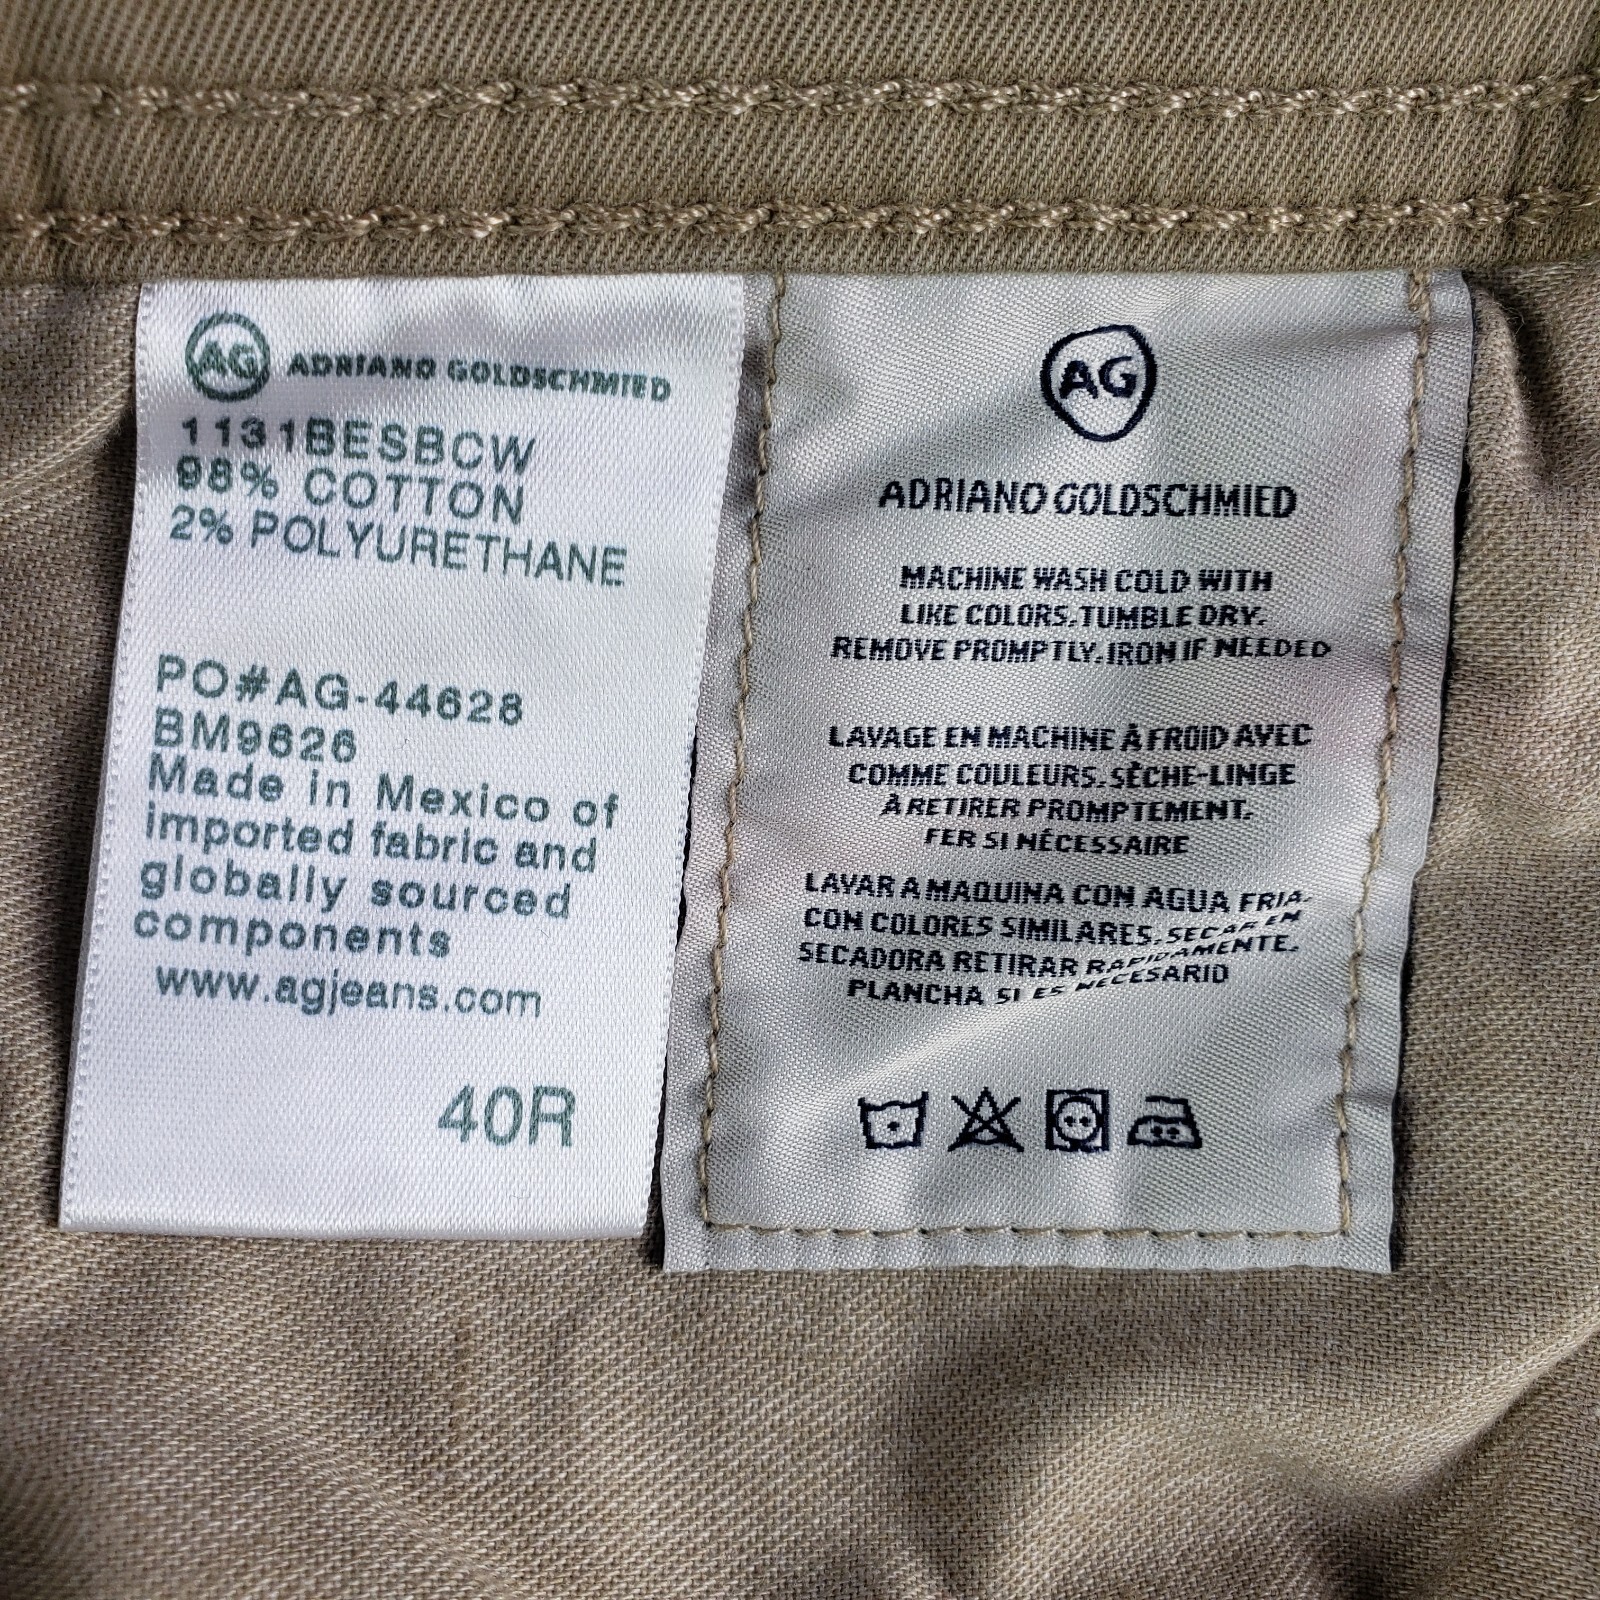 AG ADRIANO GOLDSCHMIED
1131BESBCW
98% COTTON
2% POLYURETHANE
PO#AG-44628
BM9626
Made in Mexico of
imported fabric and
globally sourced
components
www.agjeans.com
40R
AG
ADRIANO GOLDSCHMIED
MACHINE WASH COLD WITH
LIKE COLORS. TUMBLE DRY.
REMOVE PROMPTLY. IRON IF NEEDED
LAVAGE EN MACHINE À FROID AVEC
COMME COULEURS. SÈCHE-LINGE
À RETIRER PROMPTEMENT.
FER SI NÉCESSAIRE
LAVAR A MAQUINA CON AGUA FRIA.
CON COLORES SIMILARES. SECAR EN
SECADORA RETIRAR RAPIDAMENTE.
PLANCHA SI ES NECESARIO